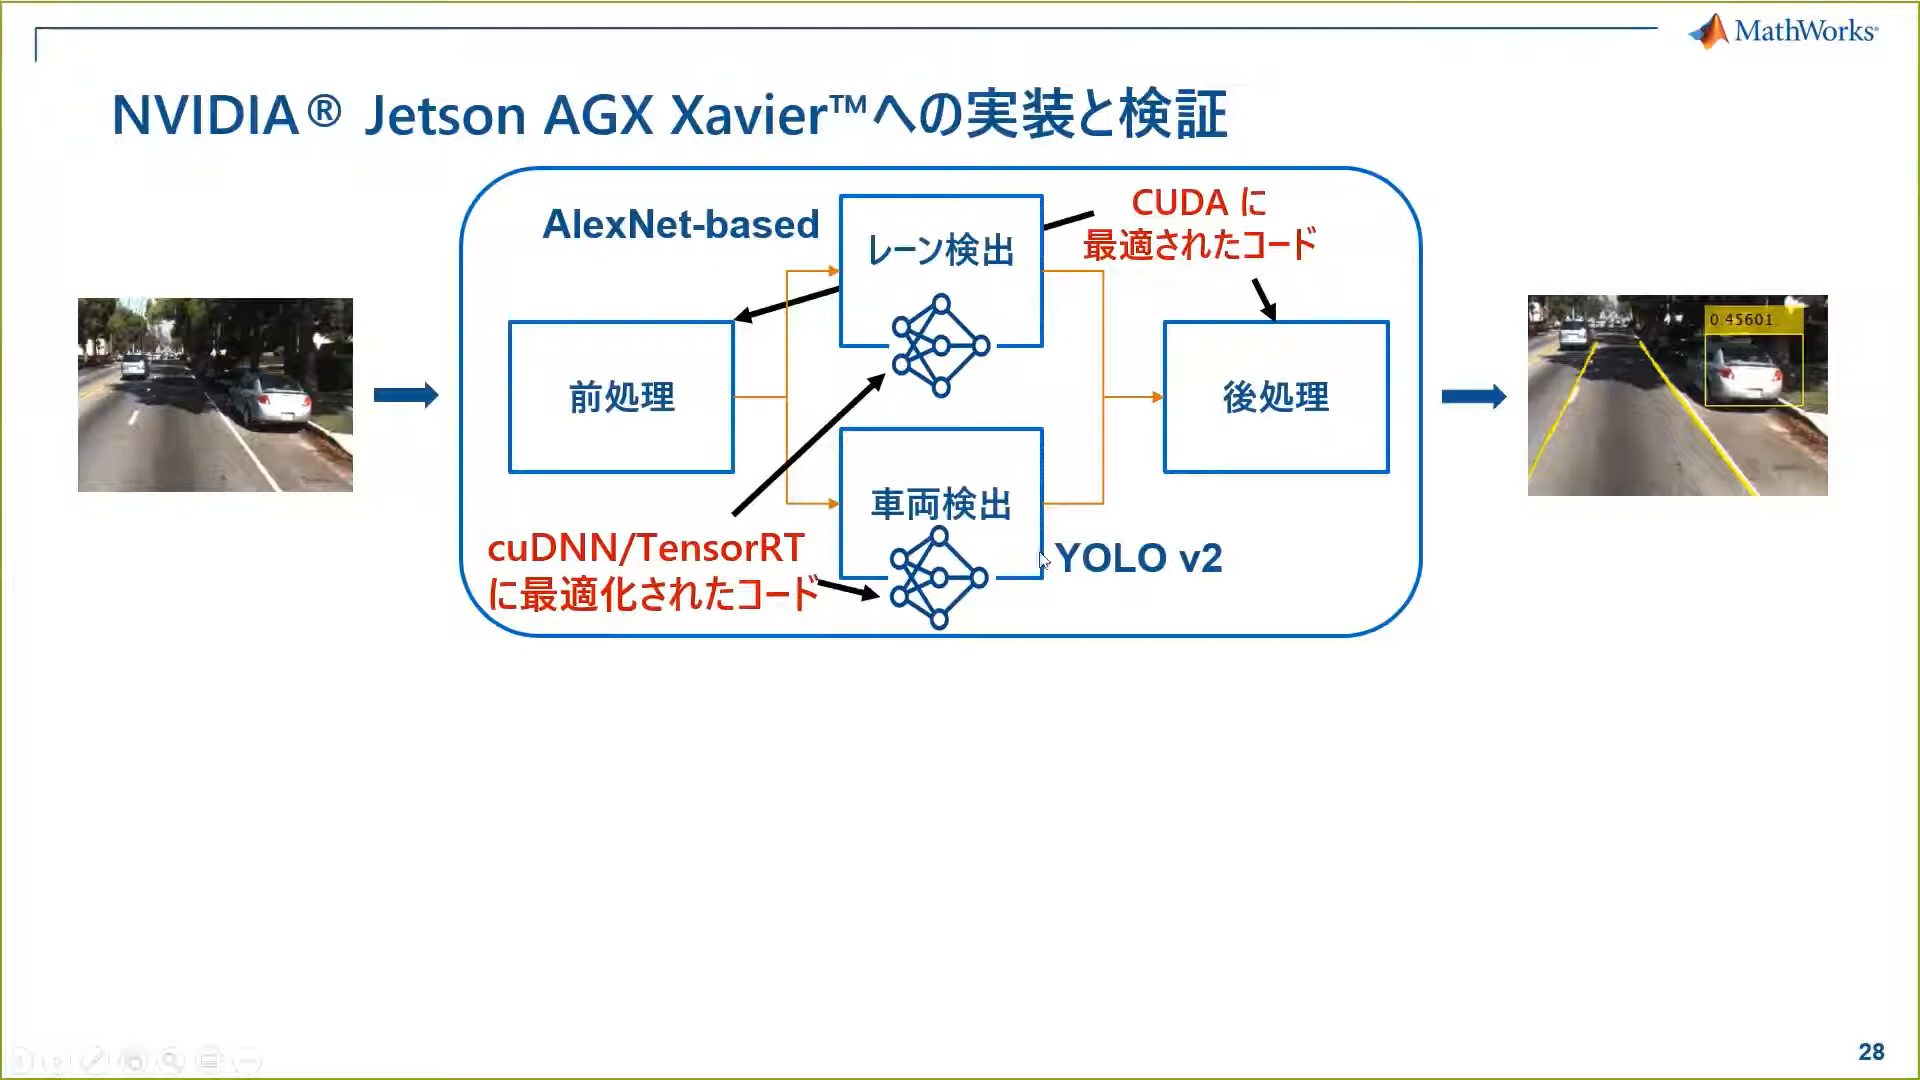 MathWorks®
NVIDIA® Jetson AGX Xavier™への実装と検証
AlexNet-based
レーン検出
CUDA に
最適されたコード
前処理
後処理
0.45601
車両検出
cuDNN/TensorRT
に最適化されたコード
YOLO v2
28